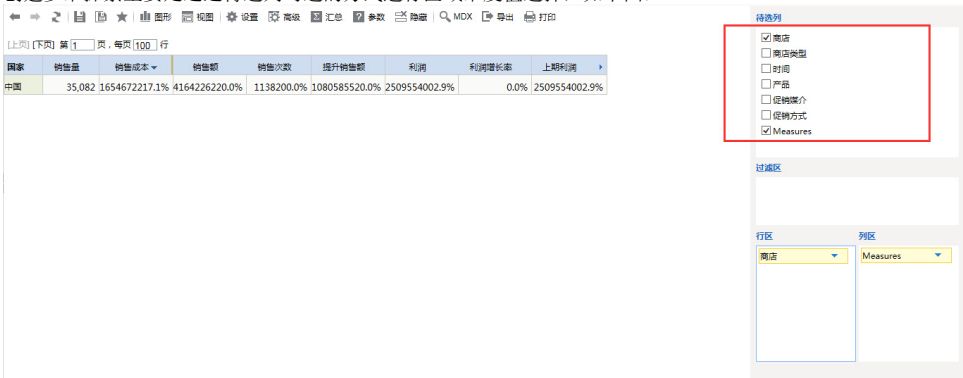 图形 视图 设置 高级 汇总 参数 隐藏 MDX 导出 打印
[上页] [下页] 第 1 页，每页 100 行
国家 销售量 销售成本 销售额 销售次数 提升销售额 利润 利润增长率 上期利润
中国 35,082 1654672217.1% 4164226220.0% 1138200.0% 1080585520.0% 2509554002.9% 0.0% 2509554002.9%
待选列
商店
商店类型
时间
产品
促销媒介
促销方式
Measures
过滤区
行区 列区
商店 Measures